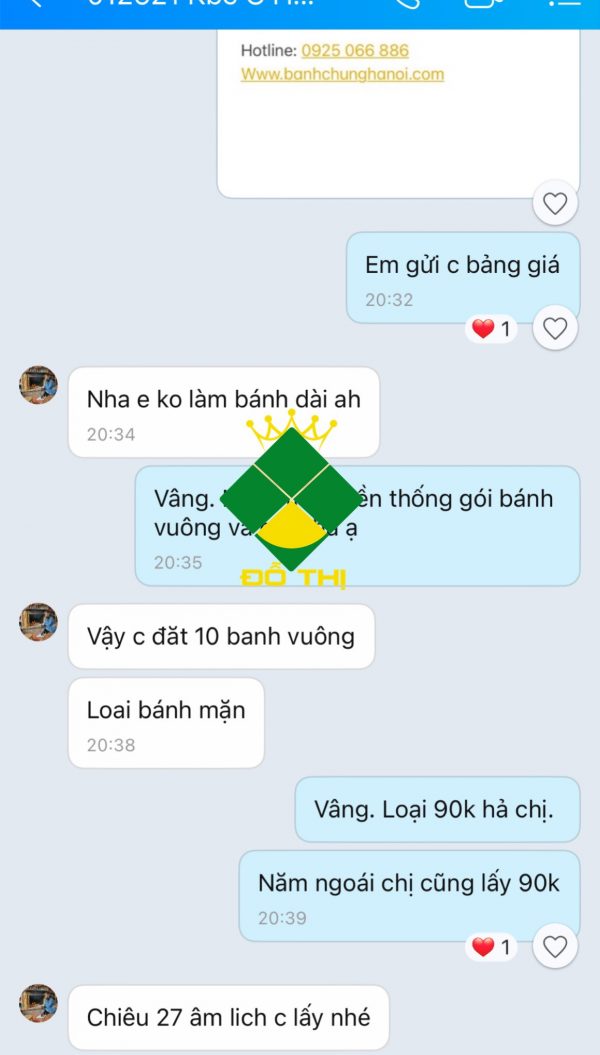 Hotline: 0925 066 886
Www.banhchunghanoi.com
Em gửi c bảng giá
20:32
1
Nha e ko làm bánh dài ah
20:34
Vâng. ền thống gói bánh
vuông và ạ
20:35
ĐỖ THỊ
Vậy c đăt 10 banh vuông
Loai bánh mặn
20:38
Vâng. Loại 90k hả chị.
Năm ngoái chị cũng lấy 90k
20:39
1
Chiêu 27 âm lich c lấy nhé